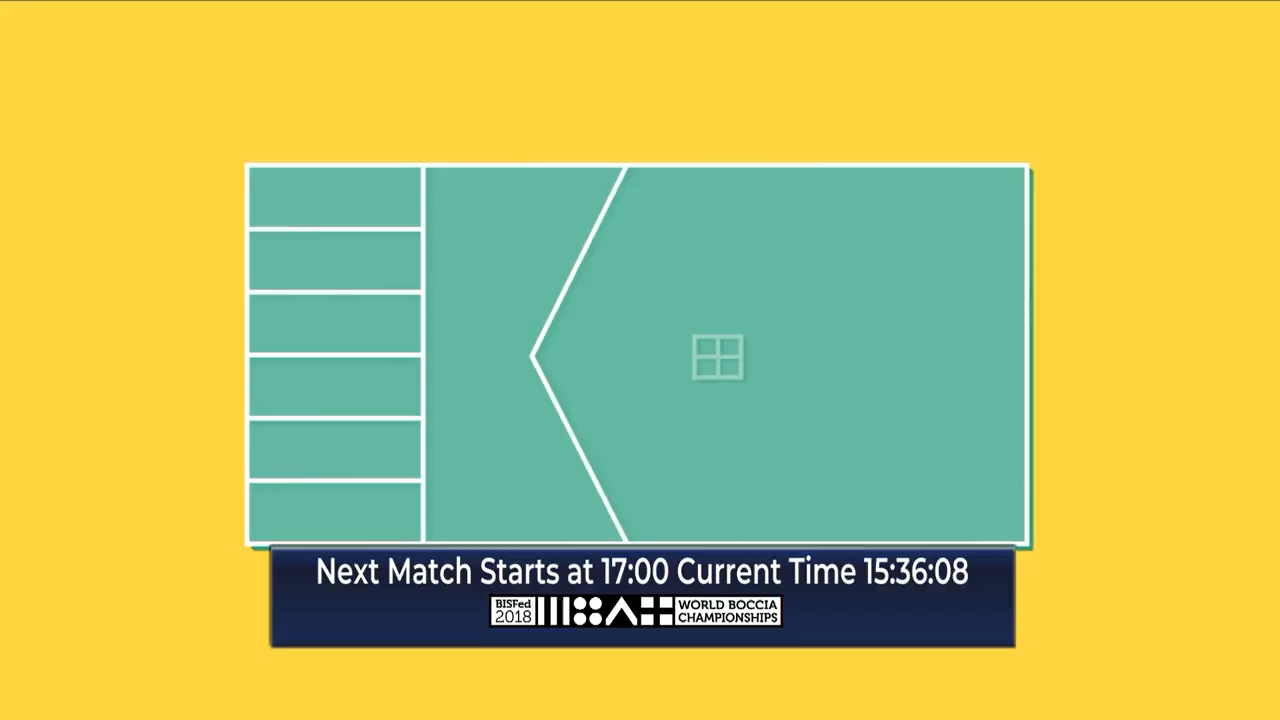 Next Match Starts at 17:00 Current Time 15:36:08
BISFed
2018
WORLD BOCCIA
CHAMPIONSHIPS